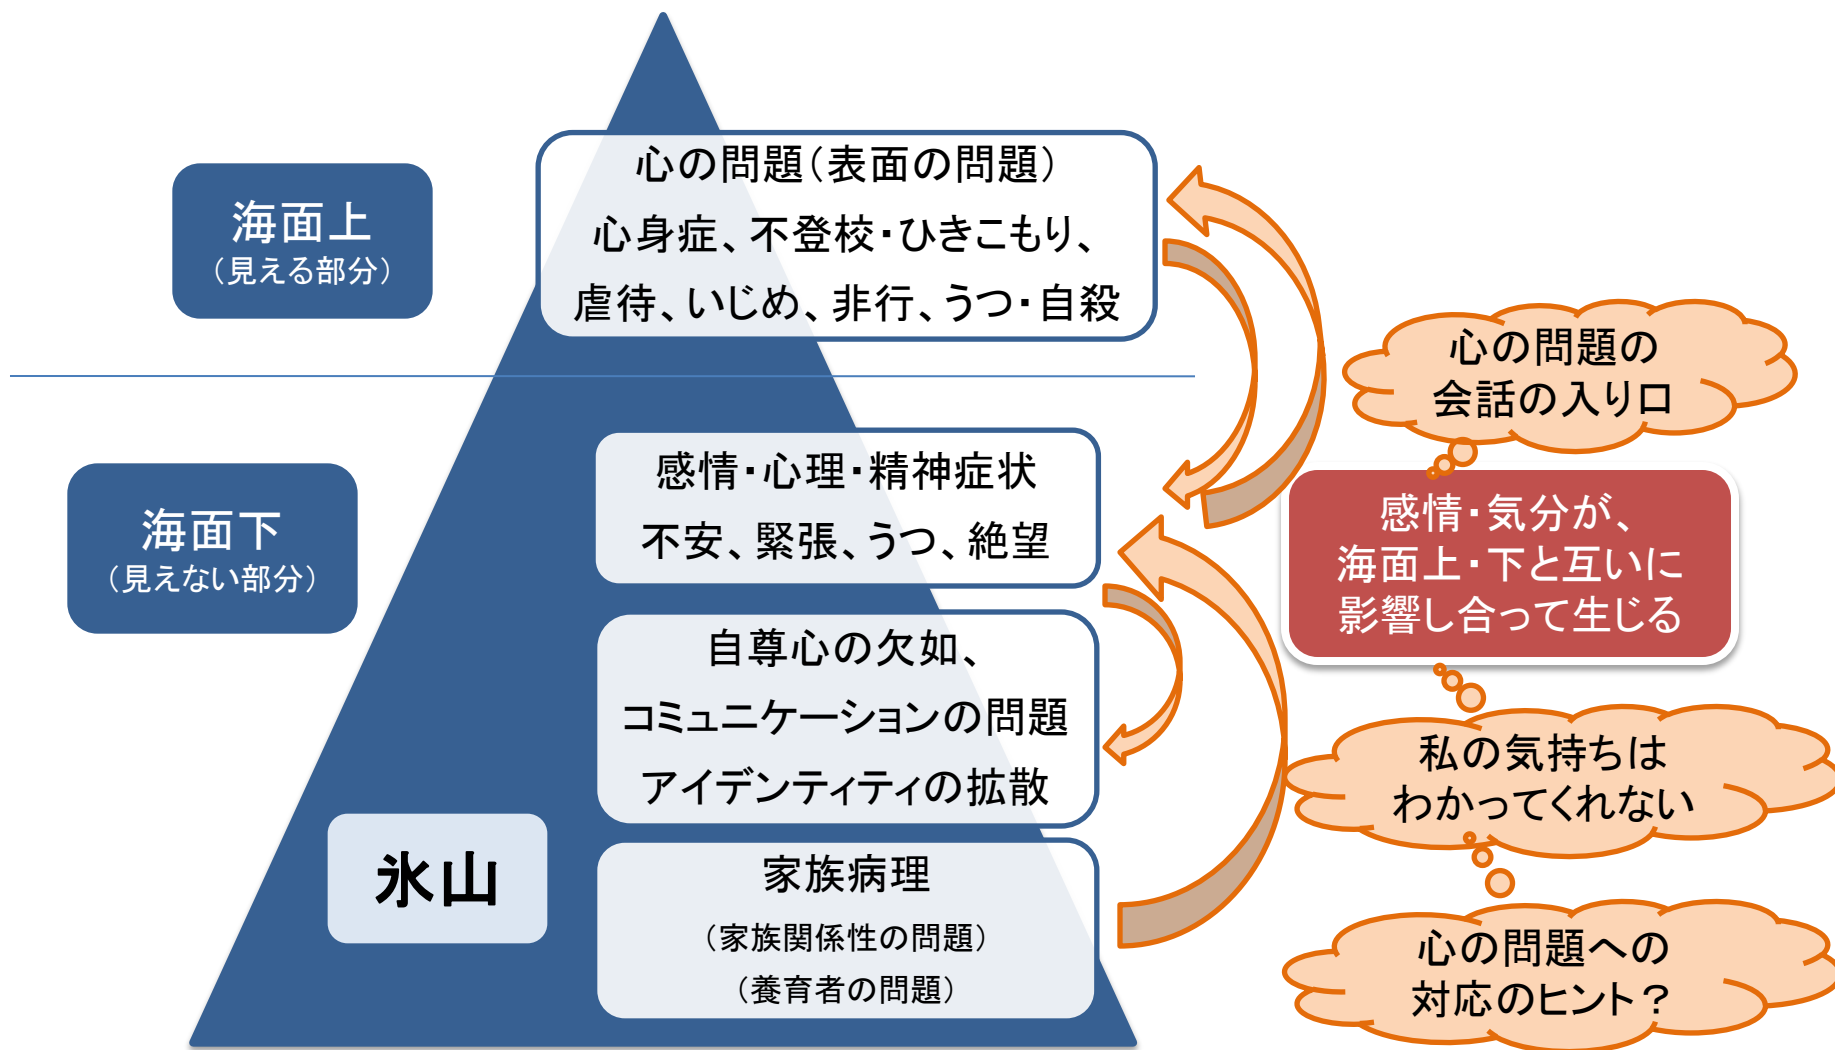 海面上
（見える部分）
心の問題（表面の問題）
心身症、不登校・ひきこもり、
虐待、いじめ、非行、うつ・自殺
心の問題の
会話の入り口
海面下
（見えない部分）
感情・心理・精神症状
不安、緊張、うつ、絶望
感情・気分が、
海面上・下と互いに
影響し合って生じる
自尊心の欠如、
コミュニケーションの問題
アイデンティティの拡散
私の気持ちは
わかってくれない
氷山
家族病理
（家族関係性の問題）
（養育者の問題）
心の問題への
対応のヒント？